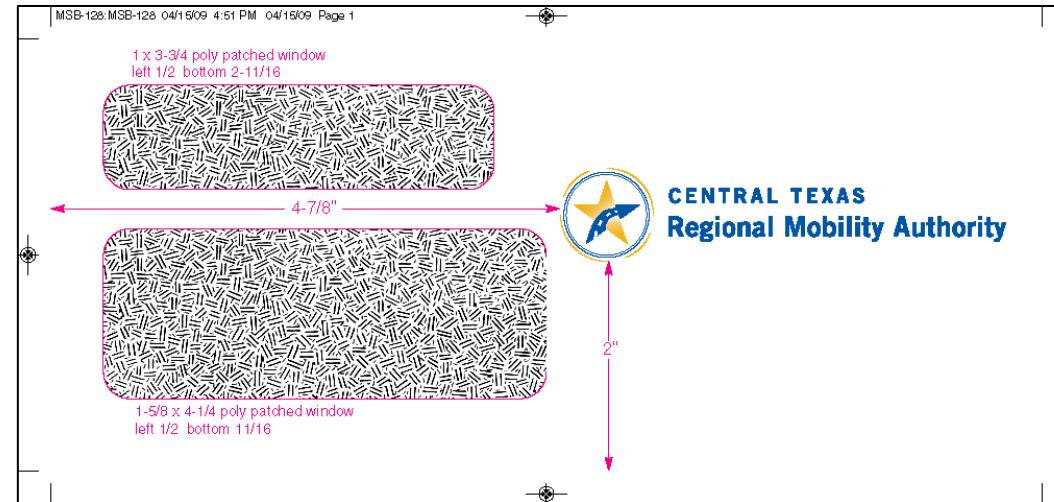 MSB-128:MSB-128 04/15/09 4:51 PM 04/15/09 Page 1
1 x 3-3/4 poly patched window
left 1/2 bottom 2-11/16
4-7/8"
CENTRAL TEXAS
Regional Mobility Authority
2"
1-5/8 x 4-1/4 poly patched window
left 1/2 bottom 11/16